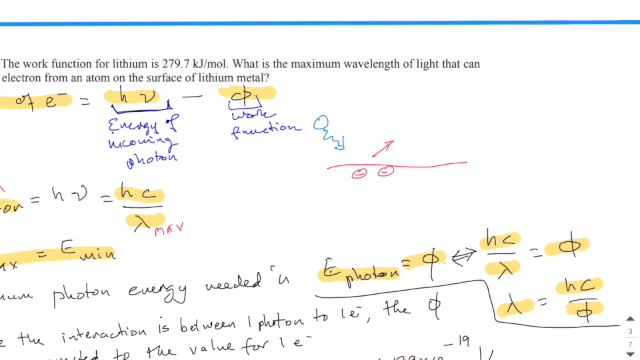 The work function for lithium is 279.7 kJ/mol. What is the maximum wavelength of light that can
electron from an atom on the surface of lithium metal?
of e⁻ = hν − ϕ
Energy of
incoming
photon
work
function
= hν = hc/λ MAX
= E min
E photon = ϕ ⟺ hc/λ = ϕ
λ = hc/ϕ
photon energy needed in
the interaction is between 1 photon to 1 e⁻, the ϕ
to the value for 1 e⁻
−19
3
7